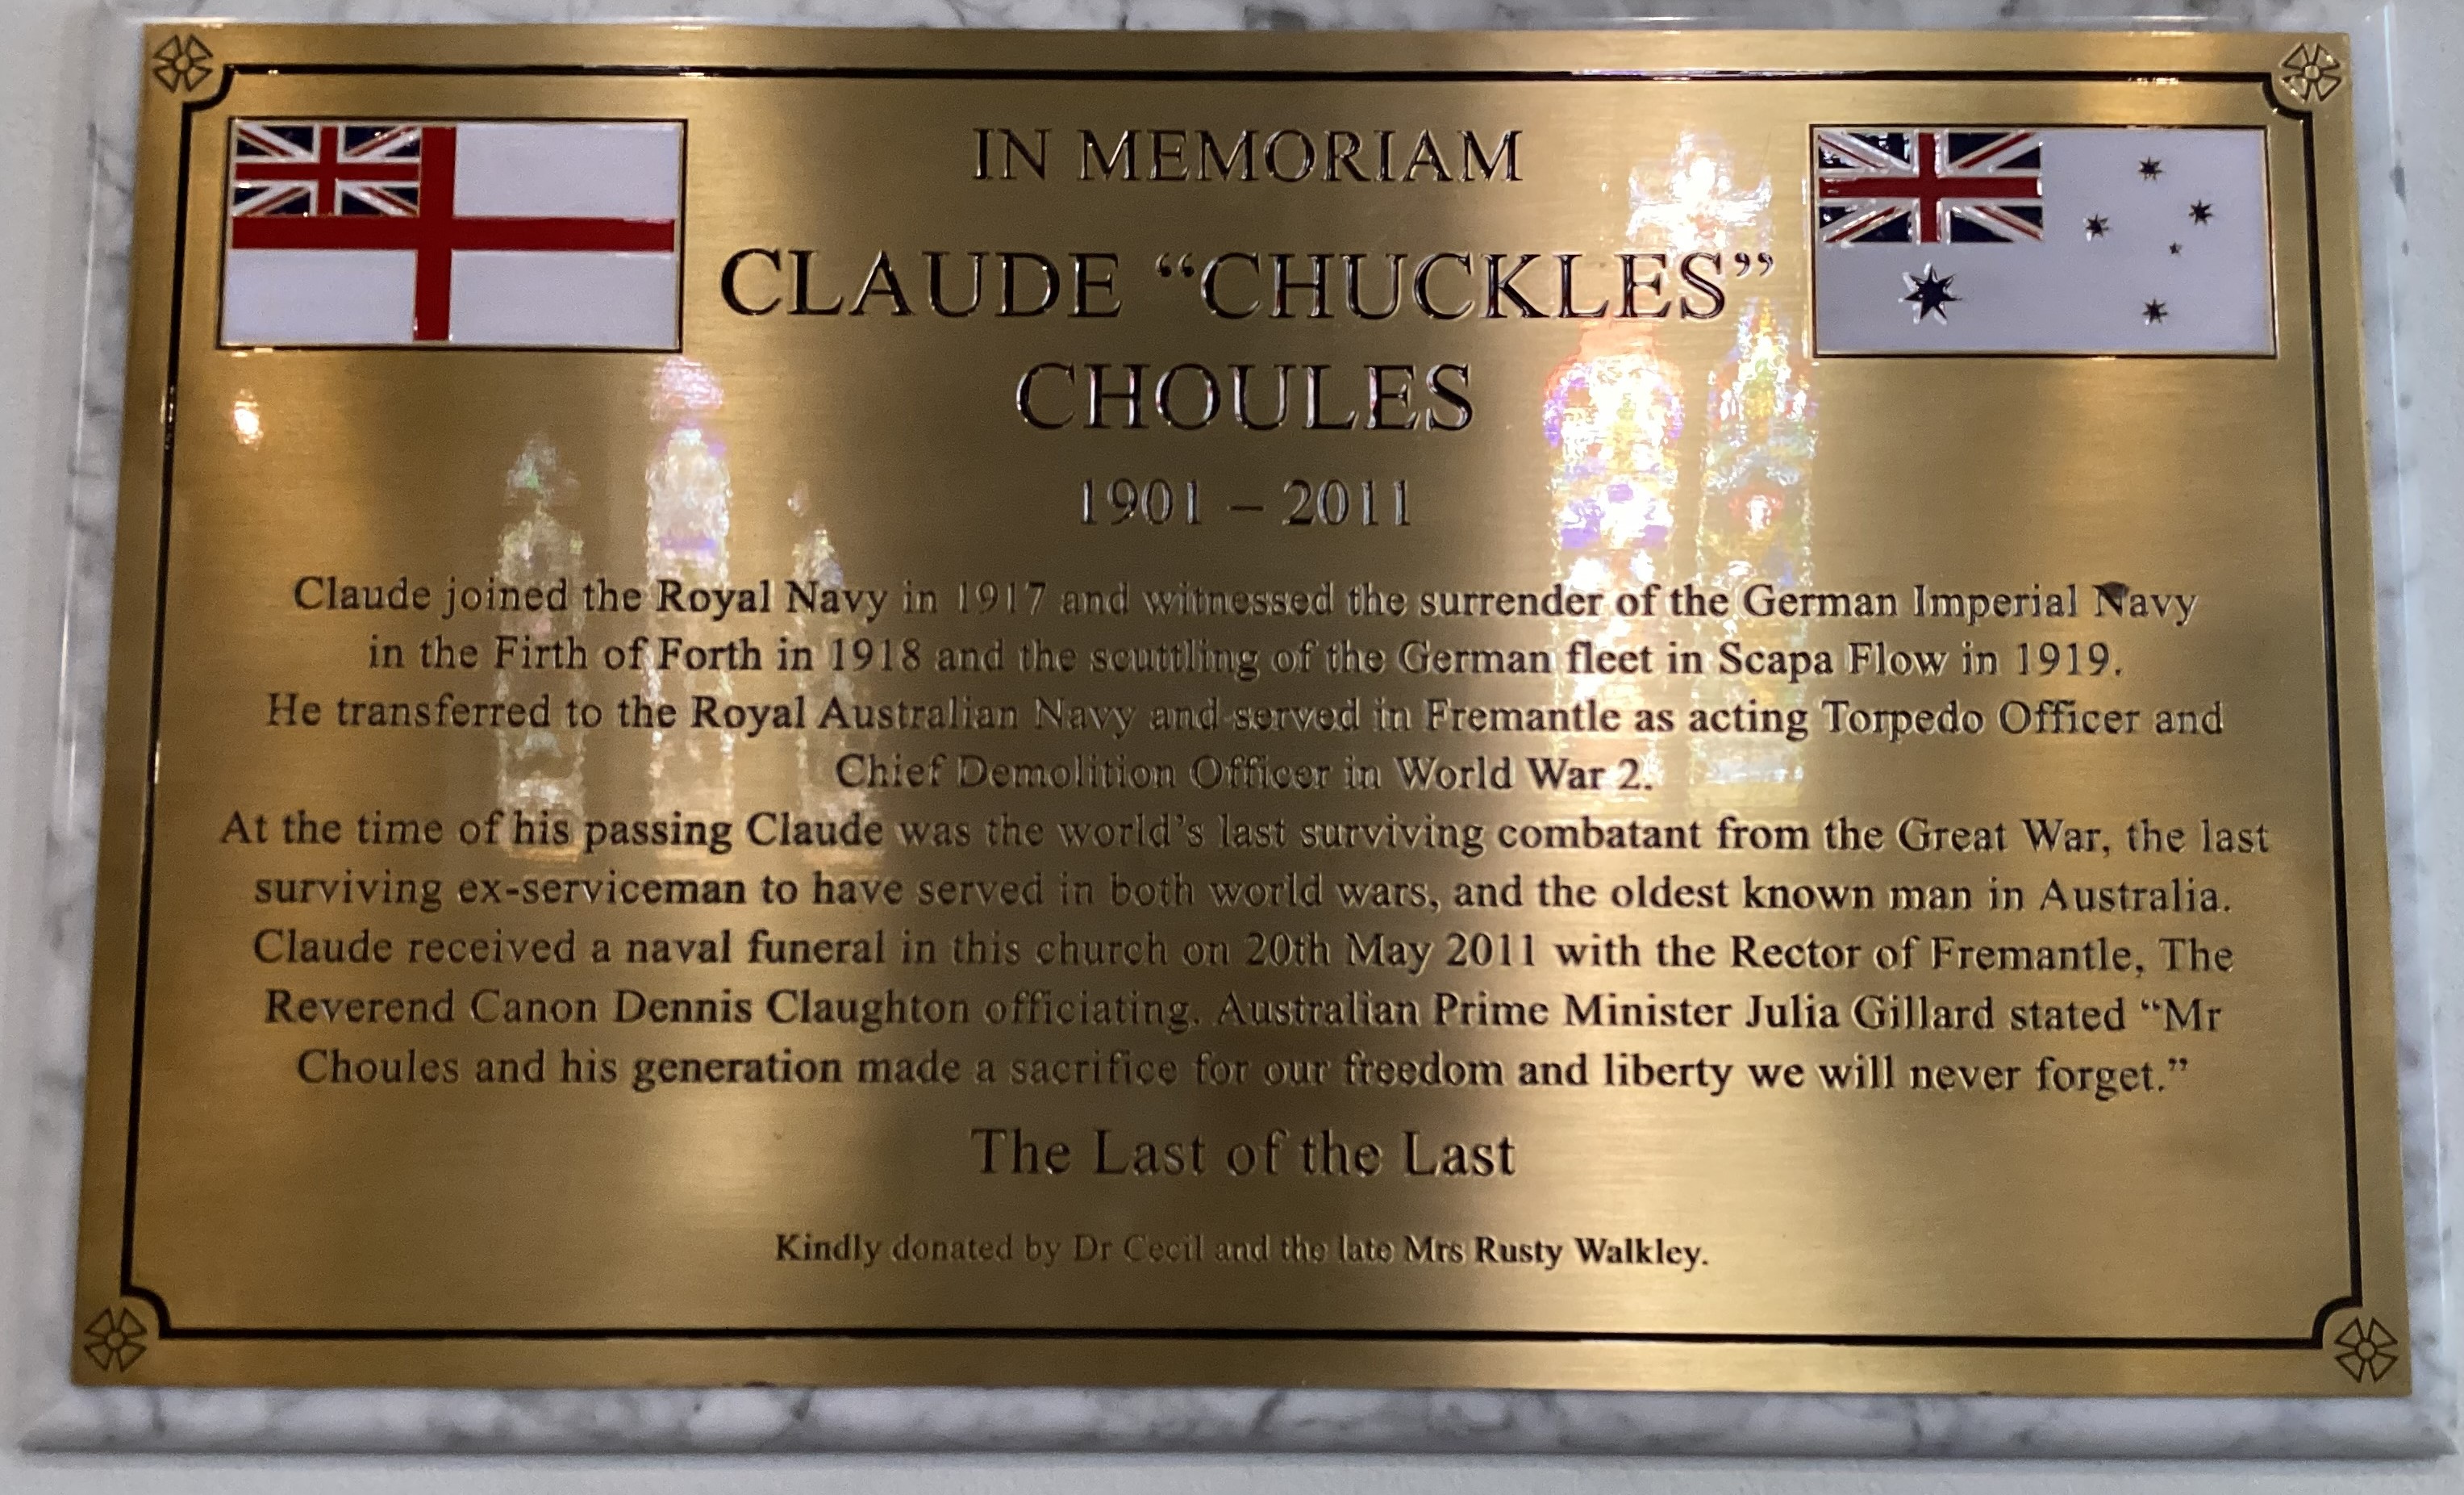 IN MEMORIAM
CLAUDE “CHUCKLES”
CHOULES
1901 – 2011
Claude joined the Royal Navy in 1917 and witnessed the surrender of the German Imperial Navy
in the Firth of Forth in 1918 and the scuttling of the German fleet in Scapa Flow in 1919.
He transferred to the Royal Australian Navy and served in Fremantle as acting Torpedo Officer and
Chief Demolition Officer in World War 2.
At the time of his passing Claude was the world’s last surviving combatant from the Great War, the last
surviving ex-serviceman to have served in both world wars, and the oldest known man in Australia.
Claude received a naval funeral in this church on 20th May 2011 with the Rector of Fremantle, The
Reverend Canon Dennis Claughton officiating. Australian Prime Minister Julia Gillard stated “Mr
Choules and his generation made a sacrifice for our freedom and liberty we will never forget.”
The Last of the Last
Kindly donated by Dr Cecil and the late Mrs Rusty Walkley.